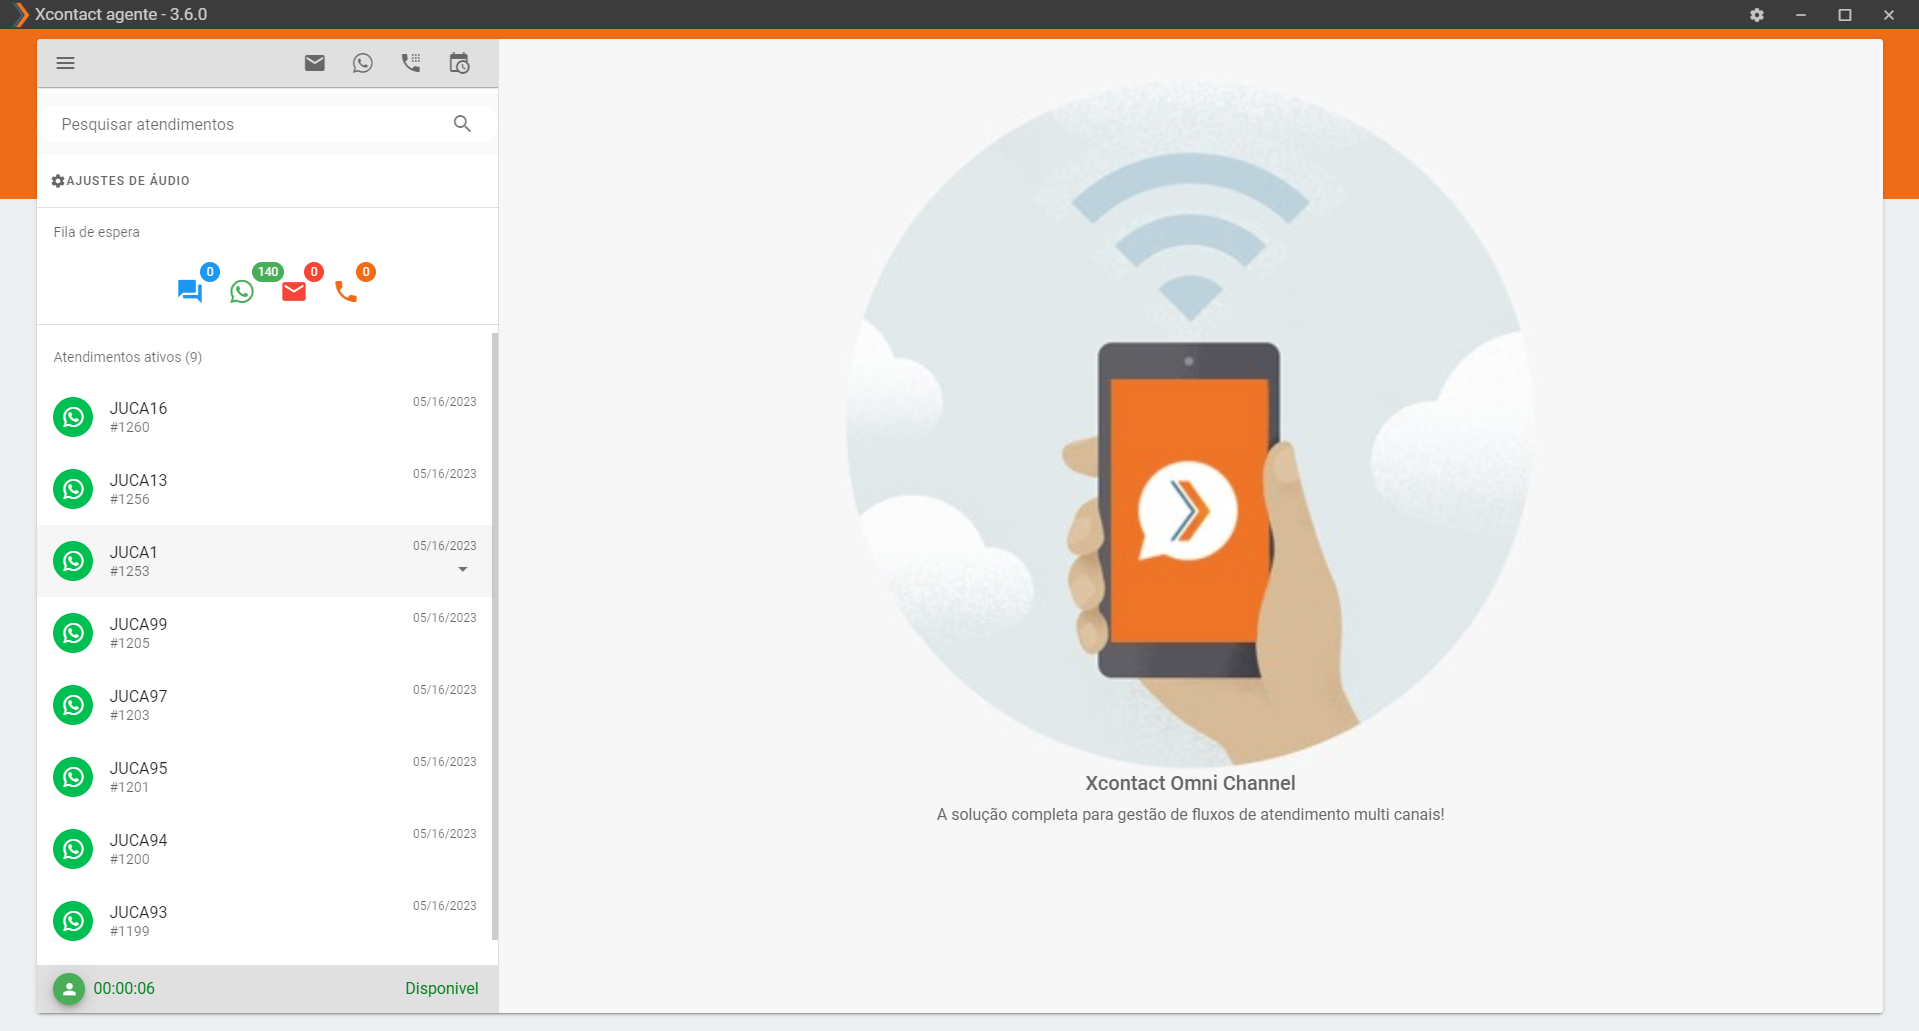 Xcontact agente - 3.6.0
Pesquisar atendimentos
AJUSTES DE ÁUDIO
Fila de espera
0 140 0 0
Atendimentos ativos (9)
JUCA16 05/16/2023
#1260
JUCA13 05/16/2023
#1256
JUCA1 05/16/2023
#1253
JUCA99 05/16/2023
#1205
JUCA97 05/16/2023
#1203
JUCA95 05/16/2023
#1201
JUCA94 05/16/2023
#1200
JUCA93 05/16/2023
#1199
00:00:06 Disponivel
Xcontact Omni Channel
A solução completa para gestão de fluxos de atendimento multi canais!